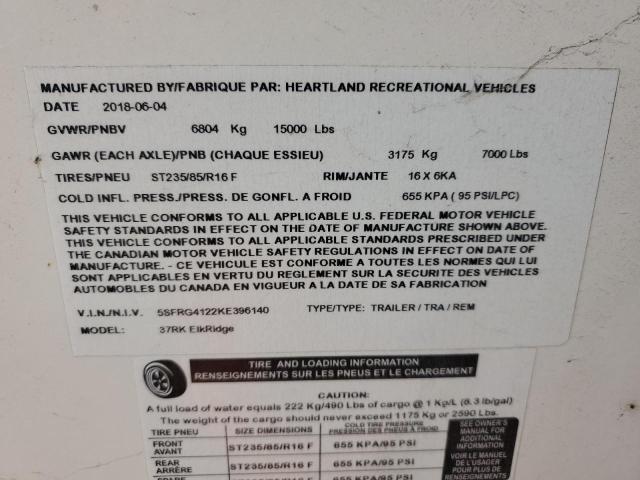 MANUFACTURED BY/FABRIQUE PAR: HEARTLAND RECREATIONAL VEHICLES
DATE 2018-06-04
GVWR/PNBV 6804 Kg 15000 Lbs
GAWR (EACH AXLE)/PNB (CHAQUE ESSIEU) 3175 Kg 7000 Lbs
TIRES/PNEU ST235/85/R16 F RIM/JANTE 16 X 6KA
COLD INFL. PRESS./PRESS. DE GONFL. A FROID 655 KPA ( 95 PSI/LPC)
THIS VEHICLE CONFORMS TO ALL APPLICABLE U.S. FEDERAL MOTOR VEHICLE
SAFETY STANDARDS IN EFFECT ON THE DATE OF MANUFACTURE SHOWN ABOVE.
THIS VEHICLE CONFORMS TO ALL APPLICABLE STANDARDS PRESCRIBED UNDER
THE CANADIAN MOTOR VEHICLE SAFETY REGULATIONS IN EFFECT ON DATE OF
MANUFACTURE. - CE VEHICULE EST CONFORME A TOUTES LES NORMES QUI LUI
SONT APPLICABLES EN VERTU DU REGLEMENT SUR LA SECURITE DES VEHICLES
AUTOMOBILES DU CANADA EN VIGUEUR A LA DATE DE SA FABRICATION
V.I.N./N.I.V. 5SFRG4122KE396140 TYPE/TYPE: TRAILER / TRA / REM
MODEL: 37RK ElkRidge
TIRE AND LOADING INFORMATION
RENSEIGNEMENTS SUR LES PNEUS ET LE CHARGEMENT
CAUTION:
A full load of water equals 222 Kg/490 Lbs of cargo @ 1 Kg/L (8.3 lb/gal)
The weight of the cargo should never exceed 1175 Kg or 2590 Lbs.
TIRE PNEU SIZE DIMENSIONS COLD TIRE PRESSURE
PRESSION DES PNEUS A FROID
FRONT
AVANT ST235/85/R16 F 655 KPA/95 PSI
REAR
ARRIÈRE ST235/85/R16 F 655 KPA/95 PSI
SPARE ST235/85/R16 F 655 KPA/95 PSI
SEE OWNER'S
MANUAL FOR
ADDITIONAL
INFORMATION
VOIR LE MANUEL
DE L'USAGER
POUR PLUS DE
RENSEIGNEMENTS